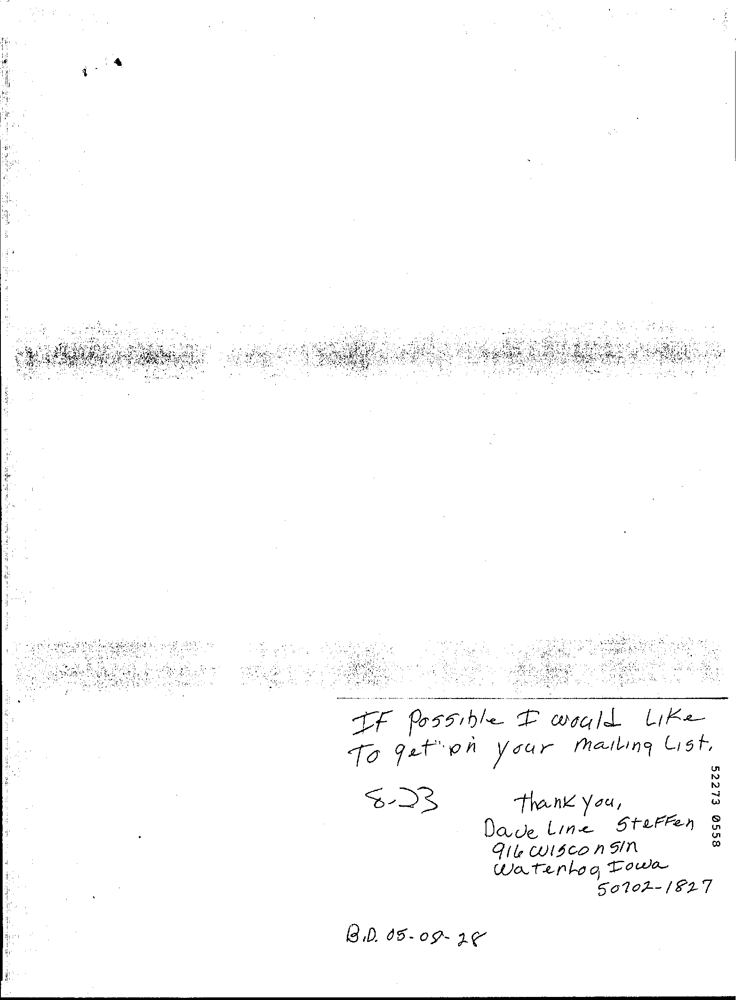 IF Possible I would Like
To get on your mailing List.
8-23
thank you,
Dave Line Steffen
916 Wisconsin
Waterloo Iowa
50702-1827
B.D. 05-09-28
52273 0558